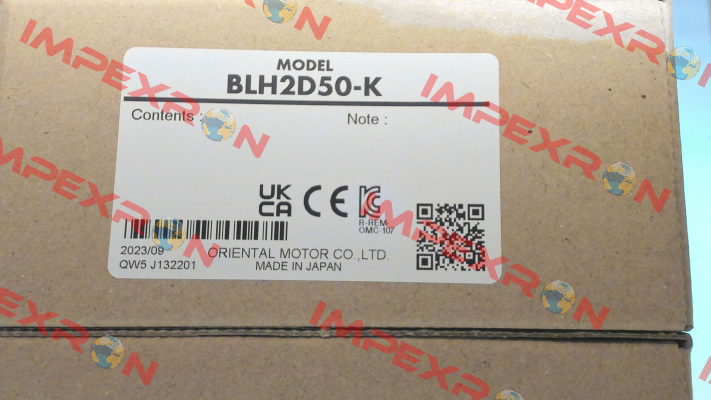 MODEL
BLH2D50-K
Contents :
Note :
UK
CA
CE
R-REM-
OMC-107
2023/09
QW5 J132201
ORIENTAL MOTOR CO.,LTD.
MADE IN JAPAN
IMPEXRON
IMPEXRON
IMPEXRON
IMPEXRON
IMPEXRON